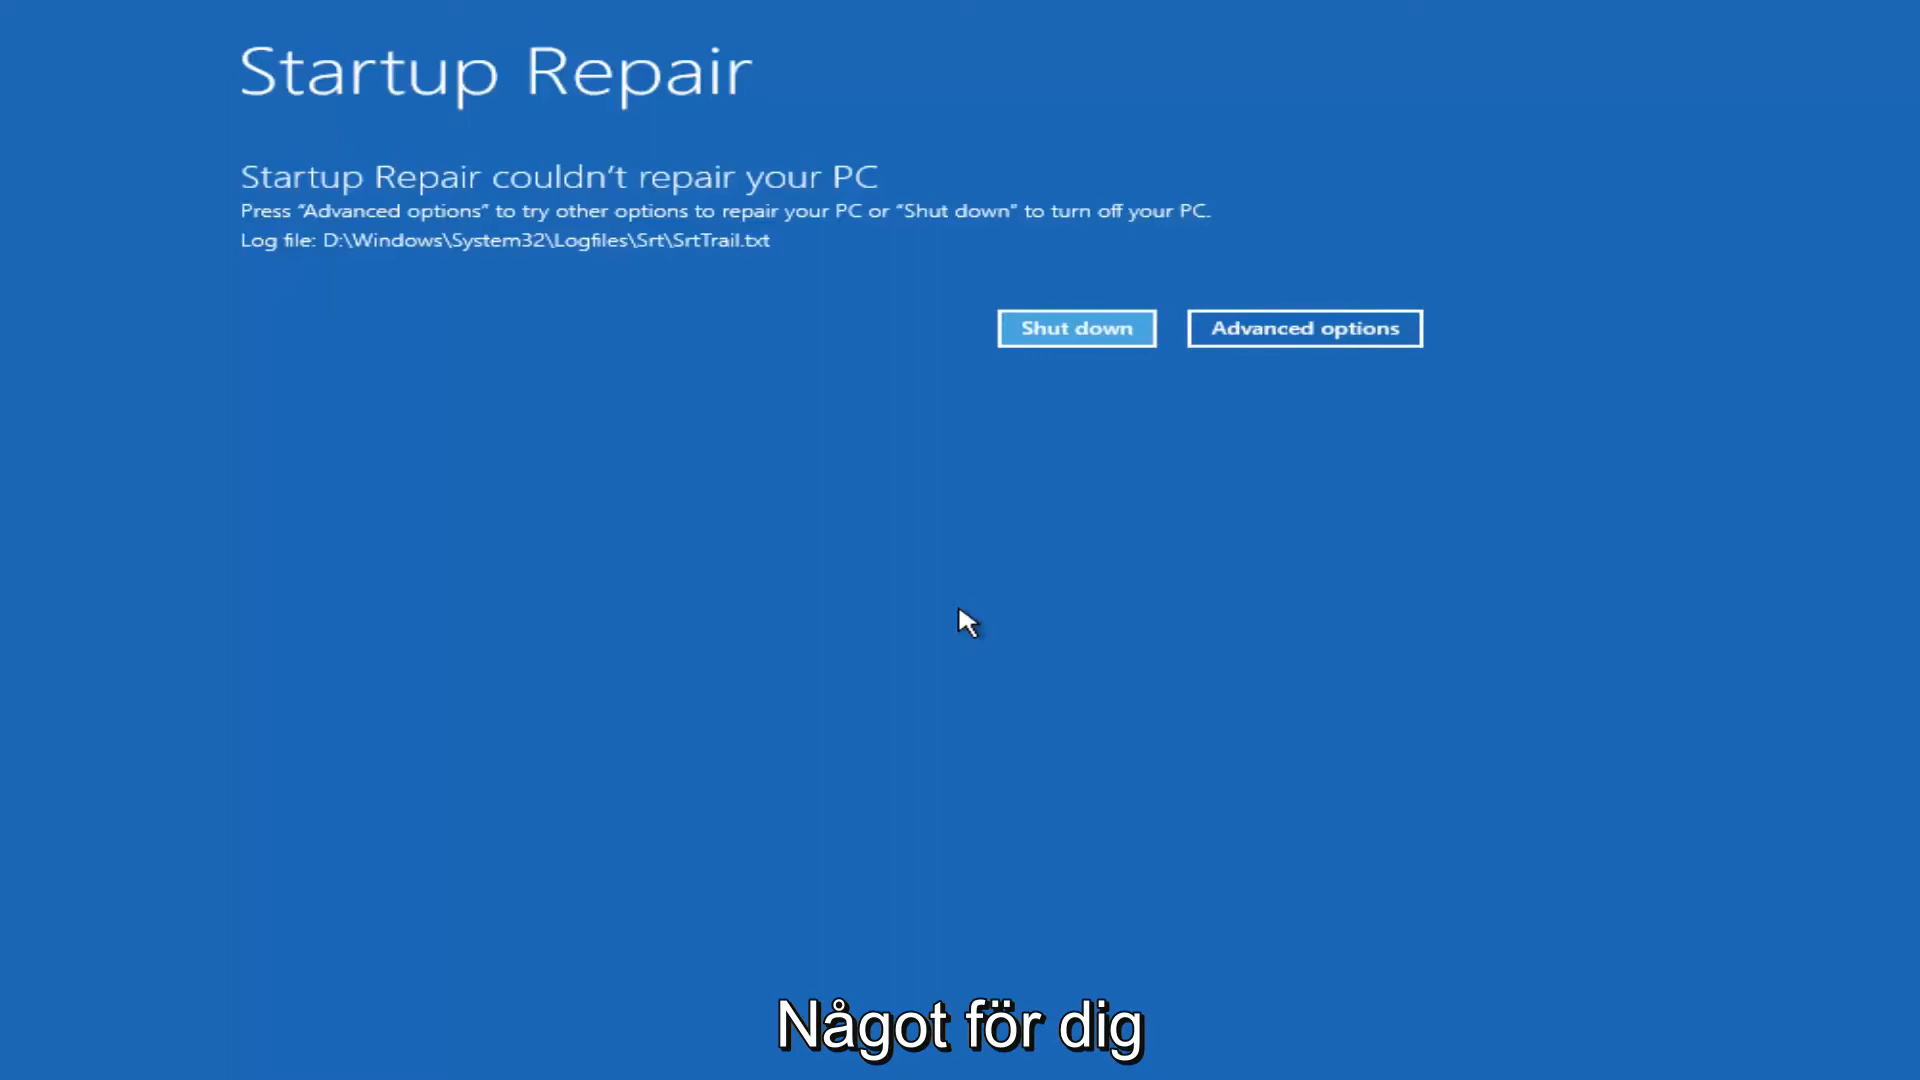 Startup Repair
Startup Repair couldn't repair your PC
Press “Advanced options” to try other options to repair your PC or “Shut down” to turn off your PC.
Log file: D:\Windows\System32\Logfiles\Srt\SrtTrail.txt
Shut down
Advanced options
Något för dig